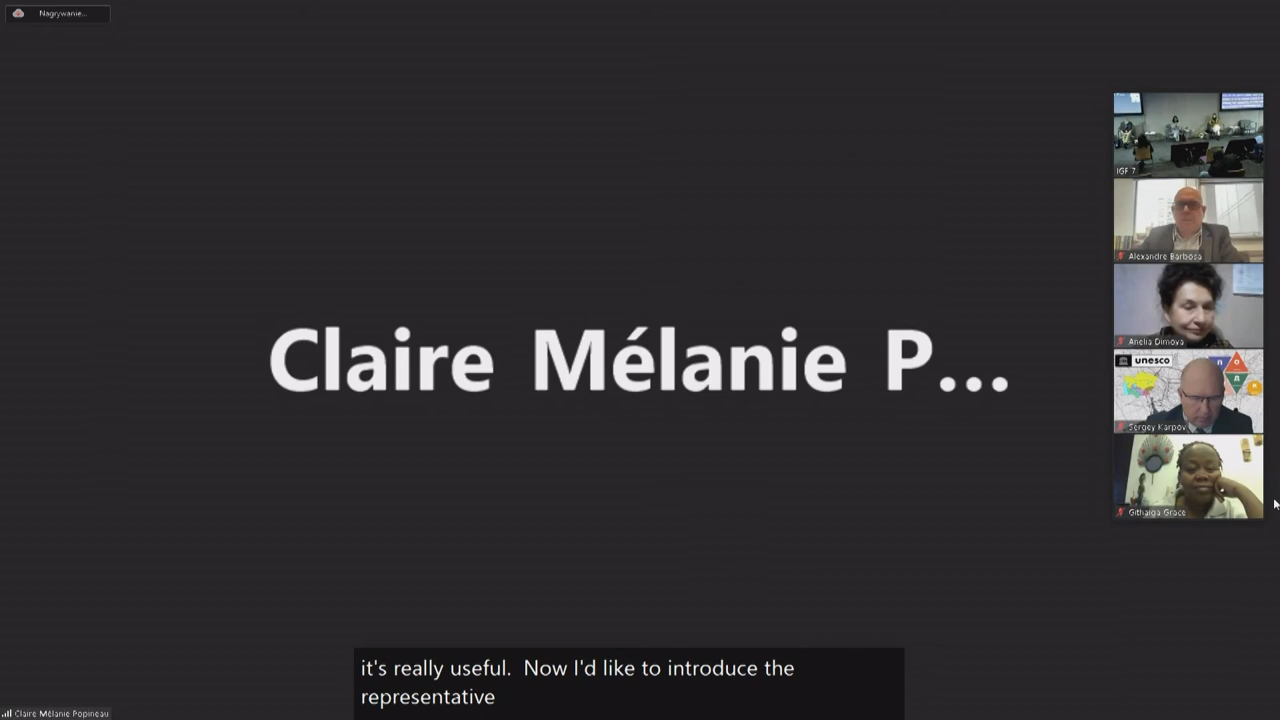 Nagrywanie...
Claire Mélanie P...
IGF 7
Alexandre Barbosa
Anelia Dimova
unesco
Sergey Karpov
Githaiga Grace
it's really useful.  Now I'd like to introduce the
representative
Claire Mélanie Popineau